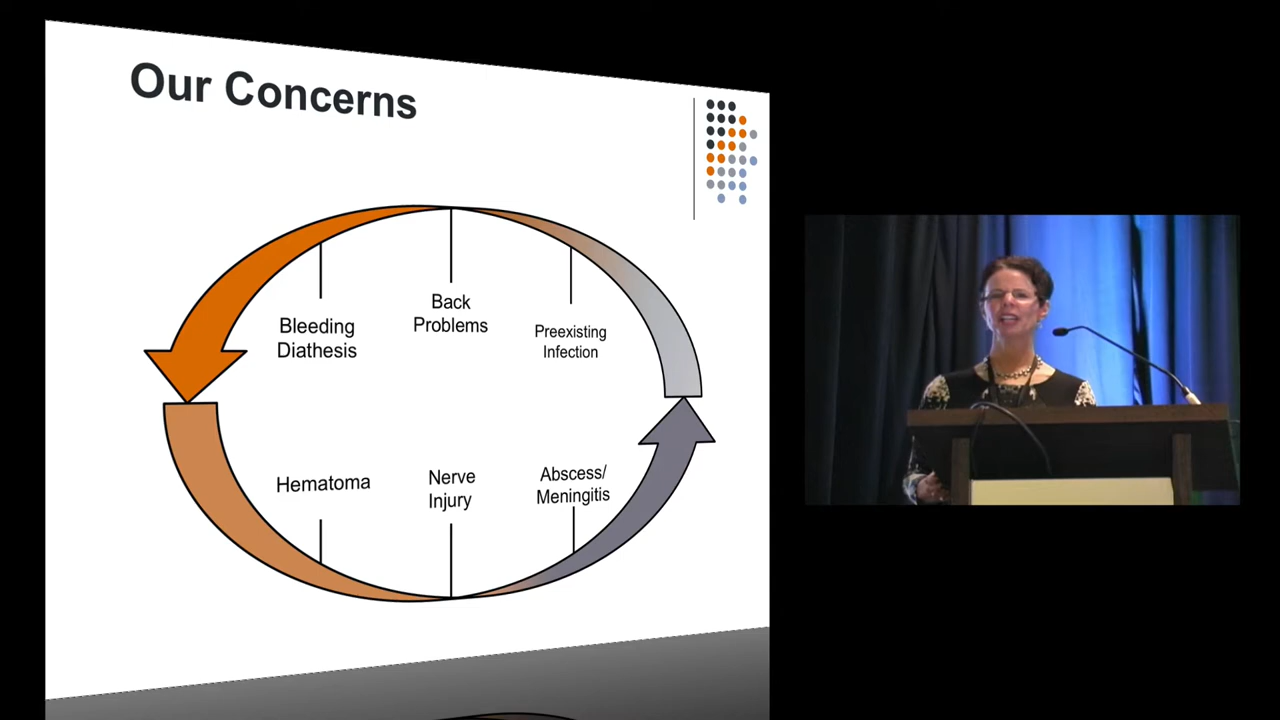 Our Concerns
Bleeding
Diathesis
Back
Problems
Preexisting
Infection
Hematoma
Nerve
Injury
Abscess/
Meningitis